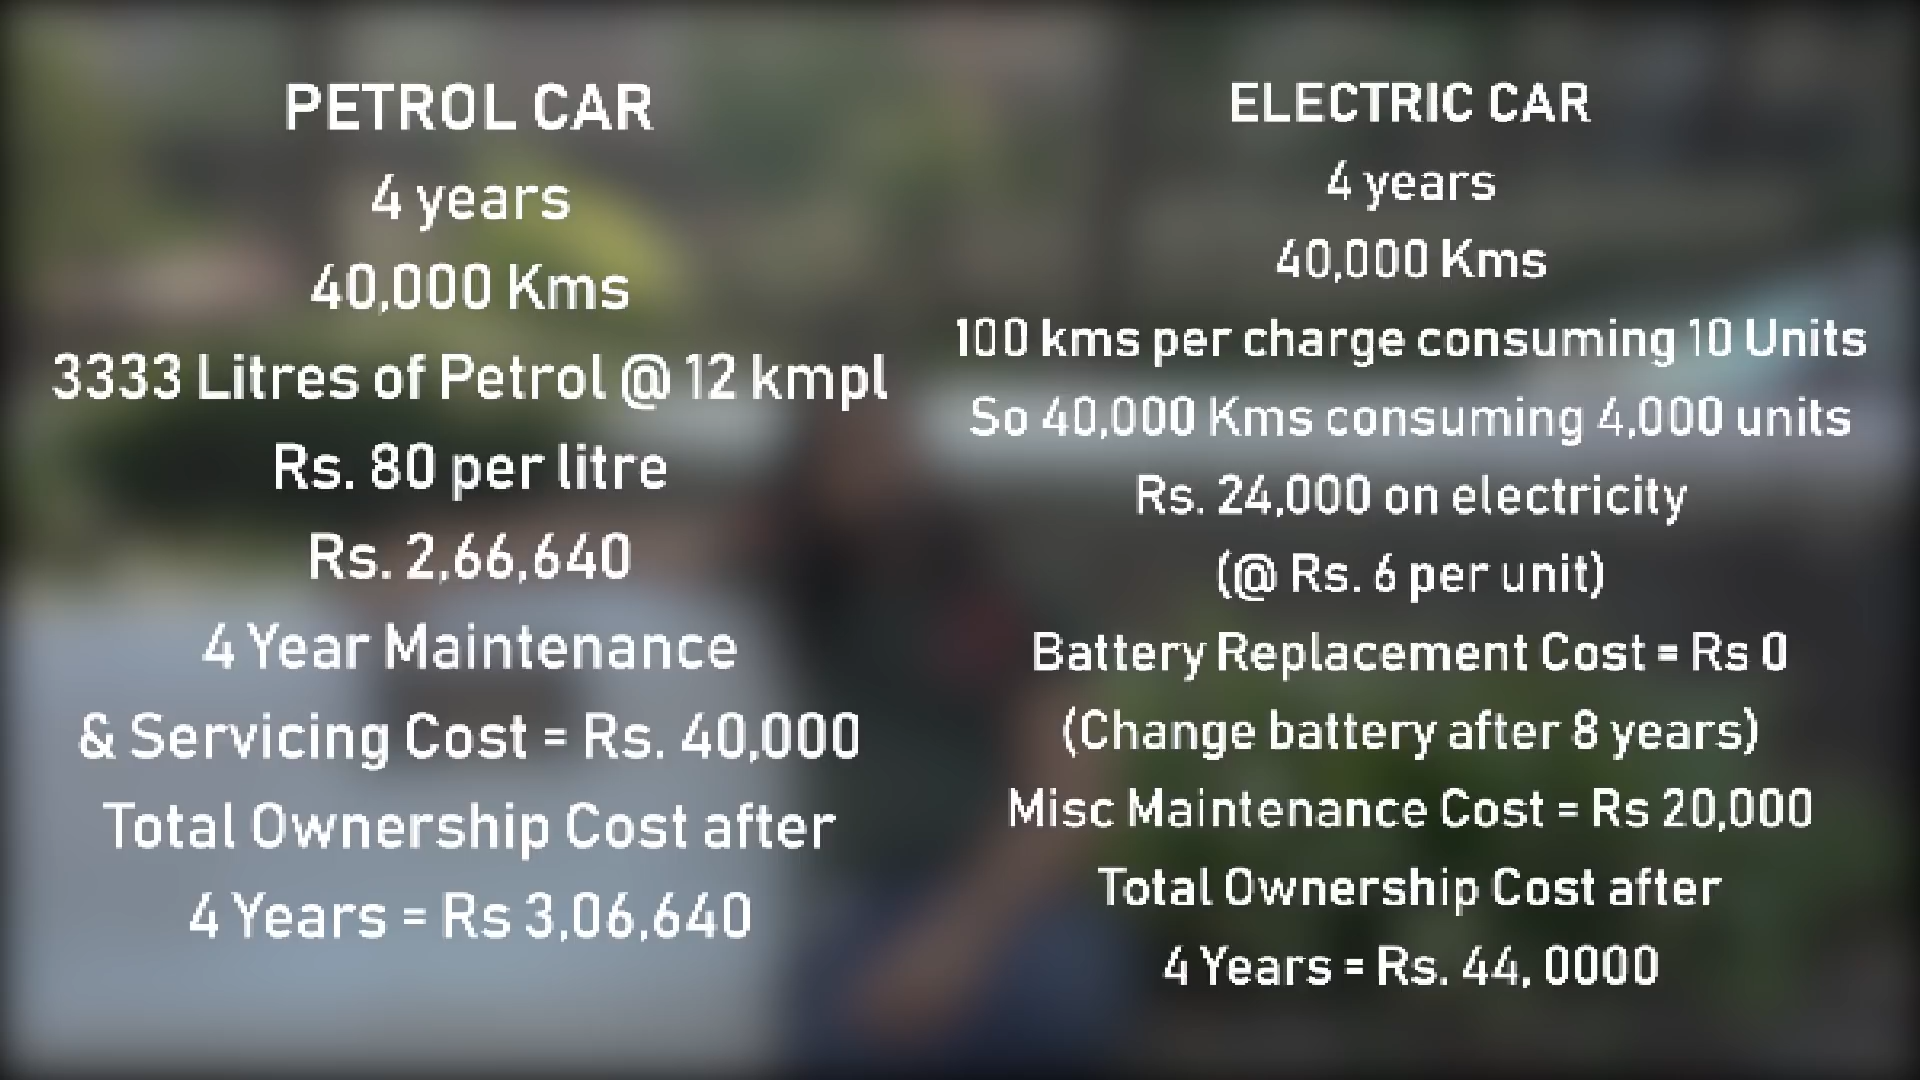 PETROL CAR
4 years
40,000 Kms
3333 Litres of Petrol @ 12 kmpl
Rs. 80 per litre
Rs. 2,66,640
4 Year Maintenance
& Servicing Cost = Rs. 40,000
Total Ownership Cost after
4 Years = Rs 3,06,640
ELECTRIC CAR
4 years
40,000 Kms
100 kms per charge consuming 10 Units
So 40,000 Kms consuming 4,000 units
Rs. 24,000 on electricity
(@ Rs. 6 per unit)
Battery Replacement Cost = Rs 0
(Change battery after 8 years)
Misc Maintenance Cost = Rs 20,000
Total Ownership Cost after
4 Years = Rs. 44, 0000